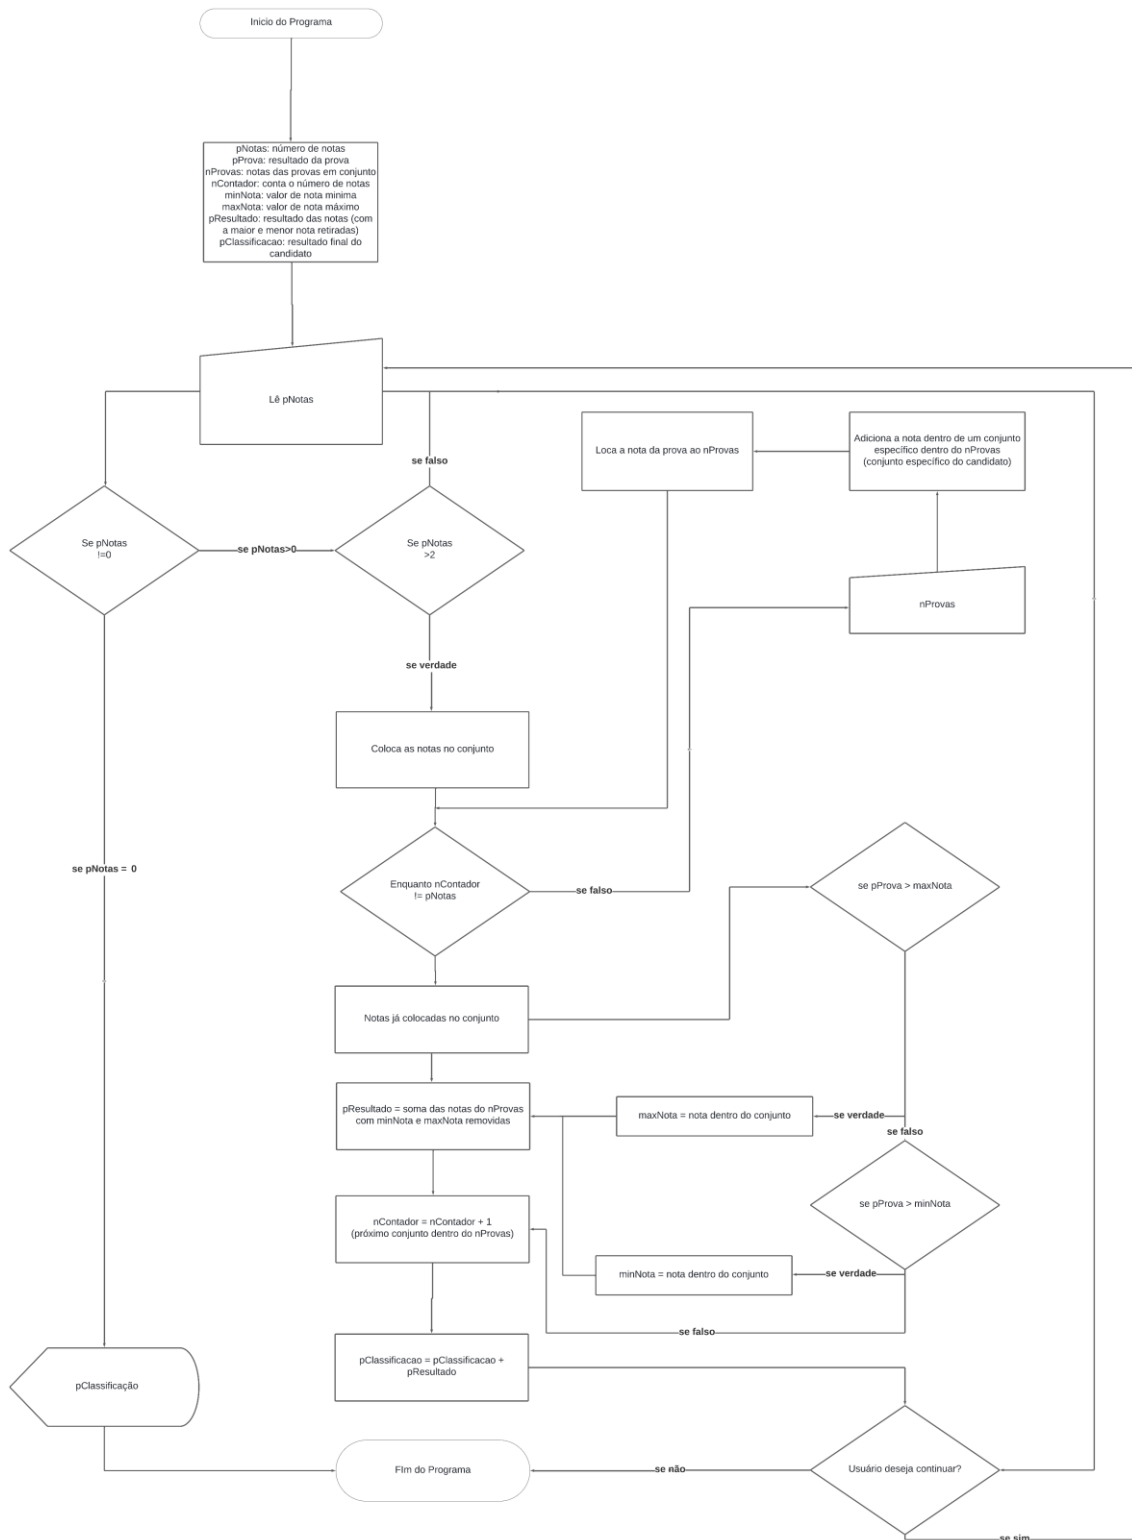 Inicio do Programa
pNotas: número de notas
pProva: resultado da prova
nProvas: notas das provas em conjunto
nContador: conta o número de notas
minNota: valor de nota minima
maxNota: valor de nota máximo
pResultado: resultado das notas (com
a maior e menor nota retiradas)
pClassificacao: resultado final do
candidato
Lê pNotas
se falso
Loca a nota da prova ao nProvas
Adiciona a nota dentro de um conjunto
específico dentro do nProvas
(conjunto específico do candidato)
Se pNotas
!=0
se pNotas>0
Se pNotas
>2
nProvas
se verdade
Coloca as notas no conjunto
se pNotas = 0
Enquanto nContador
!= pNotas
se falso
se pProva > maxNota
Notas já colocadas no conjunto
pResultado = soma das notas do nProvas
com minNota e maxNota removidas
maxNota = nota dentro do conjunto
se verdade
se falso
se pProva > minNota
nContador = nContador + 1
(próximo conjunto dentro do nProvas)
minNota = nota dentro do conjunto
se verdade
se falso
pClassificacao = pClassificacao +
pResultado
pClassificação
FIm do Programa
se não
Usuário deseja continuar?
se sim